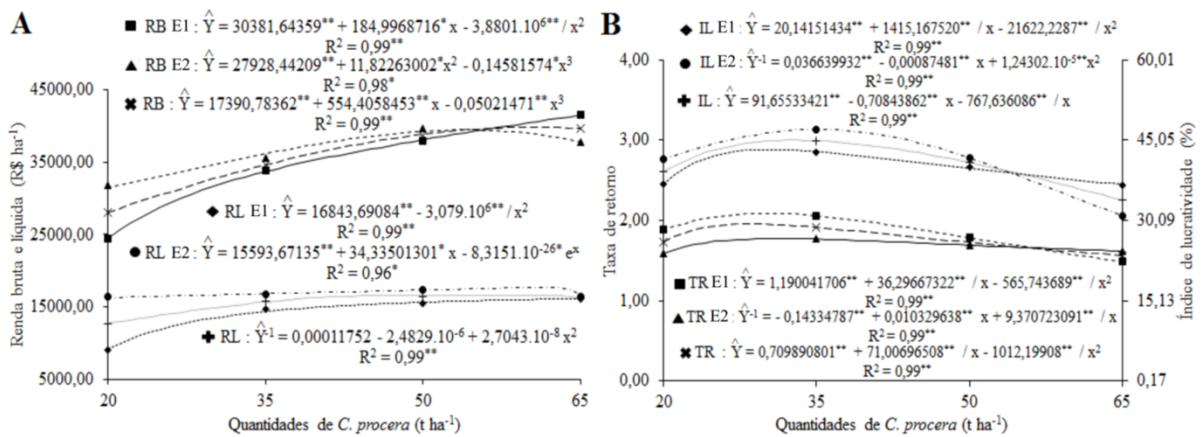 A
RB E1 : Ŷ = 30381,64359** + 184,9968716*x - 3,8801.10⁶**/ x²
R² = 0,99**
RB E2 : Ŷ = 27928,44209** + 11,82263002*x² - 0,14581574*x³
R² = 0,98*
RB : Ŷ = 17390,78362** + 554,4058453**x - 0,05021471**x³
R² = 0,99**
Renda bruta e liquida (R$ ha⁻¹)
45000,00
35000,00
25000,00
15000,00
5000,00
RL E1 : Ŷ = 16843,69084** - 3,079.10⁶**/ x²
R² = 0,99**
RL E2 : Ŷ = 15593,67135** + 34,33501301* x - 8,3151.10⁻²⁶* eˣ
R² = 0,96*
RL : Ŷ⁻¹ = 0,00011752 - 2,4829.10⁻⁶ + 2,7043.10⁻⁸ x²
R² = 0,99**
20 35 50 65
Quantidades de C. procera (t ha⁻¹)
B
IL E1 : Ŷ = 20,14151434** + 1415,167520** / x - 21622,2287** / x²
R² = 0,99**
IL E2 : Ŷ⁻¹ = 0,036639932** - 0,00087481** x + 1,24302.10⁻⁵**x²
R² = 0,99**
IL : Ŷ = 91,65533421** - 0,70843862** x - 767,636086** / x
R² = 0,99**
Taxa de retorno
4,00
3,00
2,00
1,00
0,00
TR E1 : Ŷ = 1,190041706** + 36,29667322** / x - 565,743689** / x²
R² = 0,99**
TR E2 : Ŷ⁻¹ = - 0,14334787** + 0,010329638** x + 9,370723091** / x
R² = 0,99**
TR : Ŷ = 0,709890801** + 71,00696508** / x - 1012,19908** / x²
R² = 0,99**
60,01
45,05
30,09
15,13
0,17
Índice de lucratividade (%)
20 35 50 65
Quantidades de C. procera (t ha⁻¹)